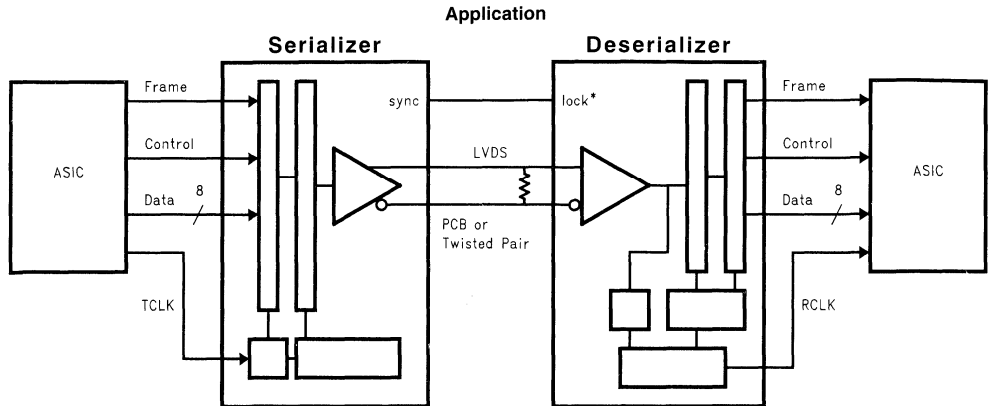 Application
Serializer
Deserializer
ASIC
Frame
Control
Data
8
TCLK
sync
lock*
LVDS
PCB or
Twisted Pair
Frame
Control
Data
8
RCLK
ASIC